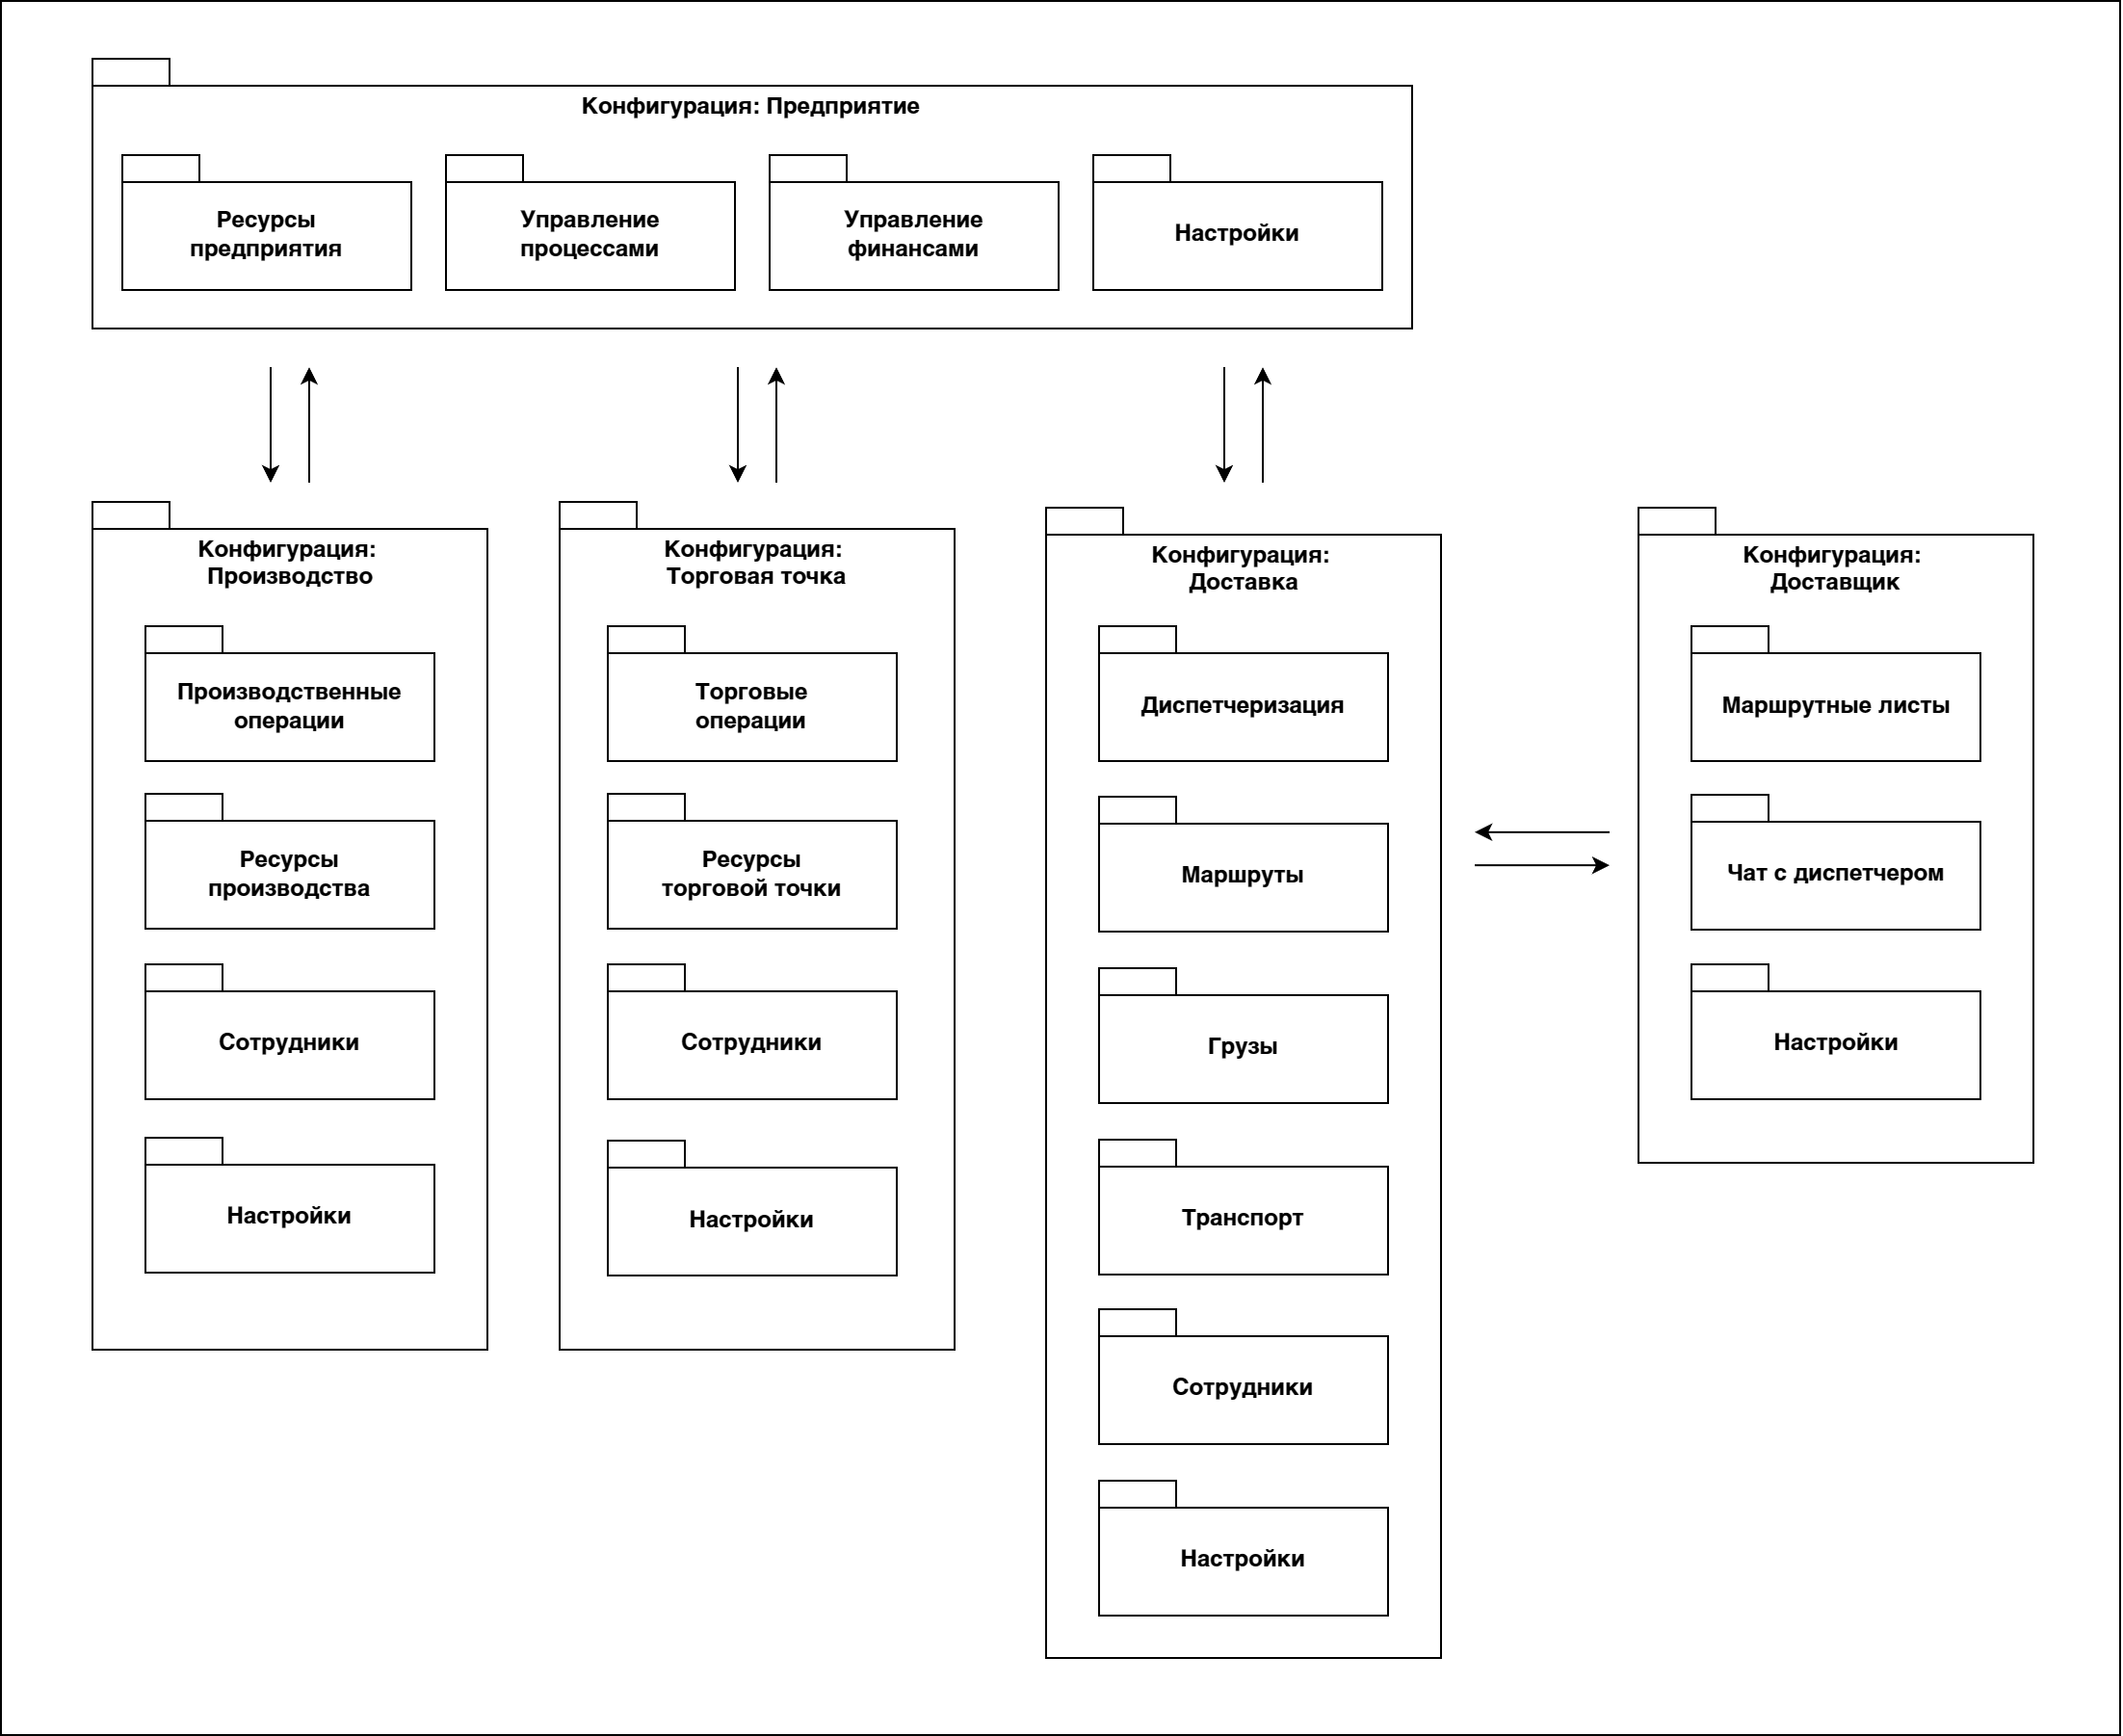 Конфигурация: Предприятие
Ресурсы
предприятия
Управление
процессами
Управление
финансами
Настройки
Конфигурация:
Производство
Производственные
операции
Ресурсы
производства
Сотрудники
Настройки
Конфигурация:
Торговая точка
Торговые
операции
Ресурсы
торговой точки
Сотрудники
Настройки
Конфигурация:
Доставка
Диспетчеризация
Маршруты
Грузы
Транспорт
Сотрудники
Настройки
Конфигурация:
Доставщик
Маршрутные листы
Чат с диспетчером
Настройки